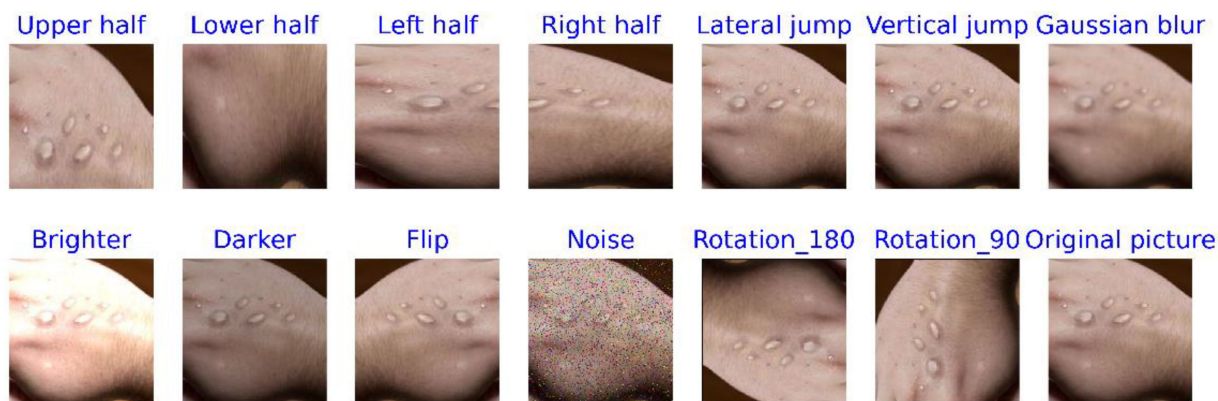 Upper half Lower half Left half Right half Lateral jump Vertical jump Gaussian blur
Brighter Darker Flip Noise Rotation_180 Rotation_90 Original picture